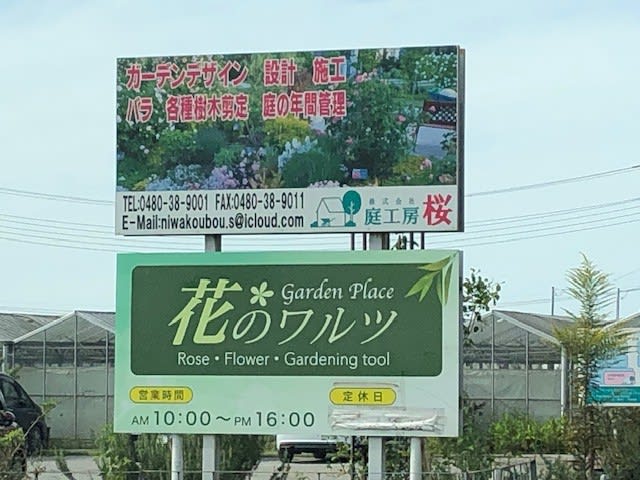 ガーデンデザイン 設計 施工
バラ 各種樹木剪定 庭の年間管理
TEL:0480-38-9001 FAX:0480-38-9011
E-Mail:niwakoubou.s@icloud.com
株式会社
庭工房 桜
花のワルツ
Garden Place
Rose・Flower・Gardening tool
営業時間
定休日
AM 10:00～PM 16:00